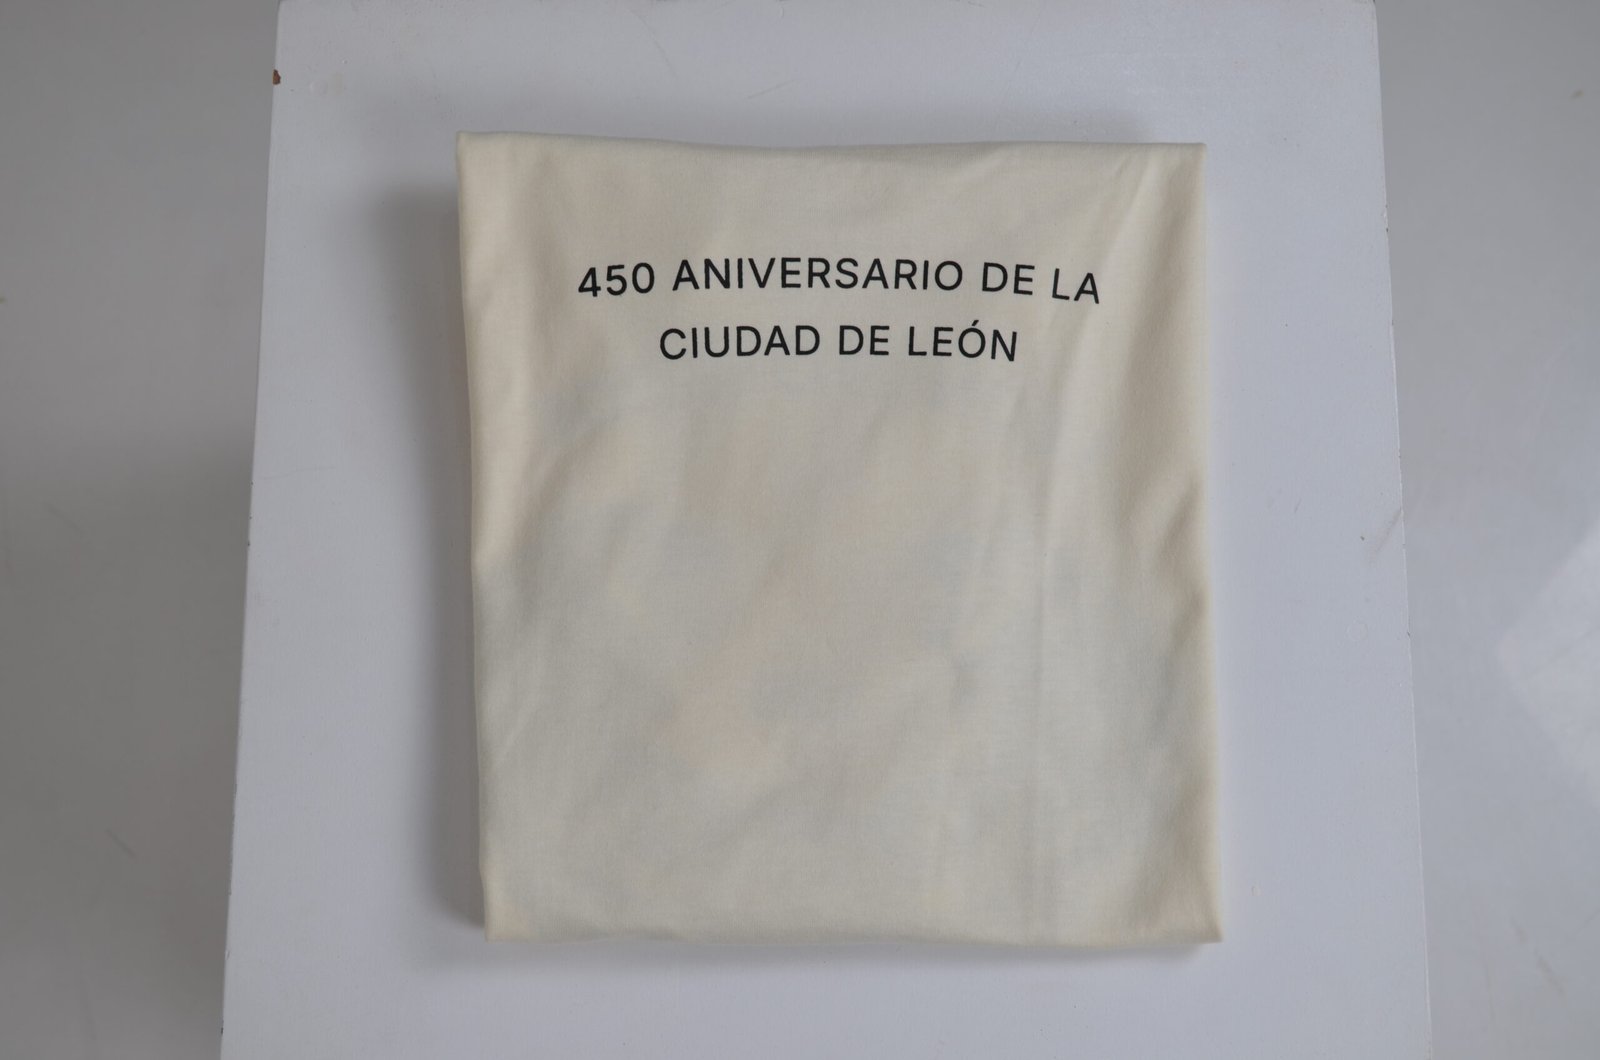 450 ANIVERSARIO DE LA
CIUDAD DE LEÓN